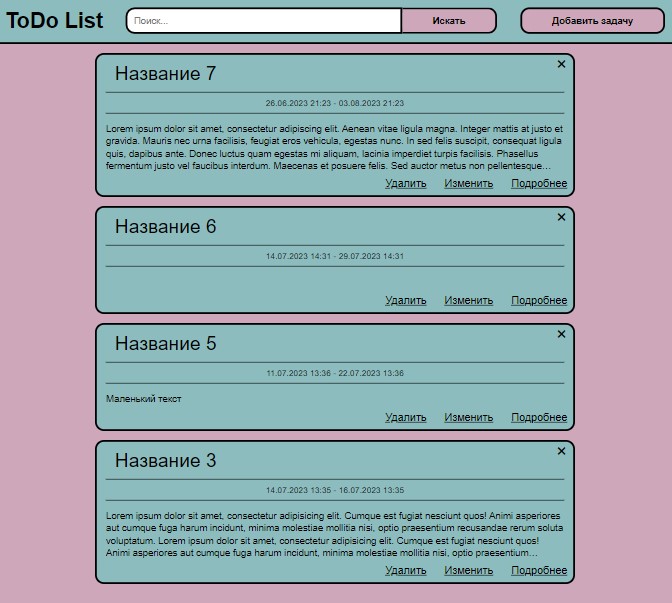 ToDo List
Поиск...
Искать
Добавить задачу
Название 7
×
26.06.2023 21:23 - 03.08.2023 21:23
Lorem ipsum dolor sit amet, consectetur adipiscing elit. Aenean vitae ligula magna. Integer mattis at justo et
gravida. Mauris nec urna facilisis, feugiat eros vehicula, egestas nunc. In sed felis suscipit, consequat ligula
quis, dapibus ante. Donec luctus quam egestas mi aliquam, lacinia imperdiet turpis facilisis. Phasellus
fermentum justo vel faucibus interdum. Maecenas et posuere felis. Sed auctor metus non pellentesque...
Удалить Изменить Подробнее
Название 6
×
14.07.2023 14:31 - 29.07.2023 14:31
Удалить Изменить Подробнее
Название 5
×
11.07.2023 13:36 - 22.07.2023 13:36
Маленький текст
Удалить Изменить Подробнее
Название 3
×
14.07.2023 13:35 - 16.07.2023 13:35
Lorem ipsum dolor sit amet, consectetur adipisicing elit. Cumque est fugiat nesciunt quos! Animi asperiores
aut cumque fuga harum incidunt, minima molestiae mollitia nisi, optio praesentium recusandae rerum soluta
voluptatum. Lorem ipsum dolor sit amet, consectetur adipisicing elit. Cumque est fugiat nesciunt quos!
Animi asperiores aut cumque fuga harum incidunt, minima molestiae mollitia nisi, optio praesentium...
Удалить Изменить Подробнее